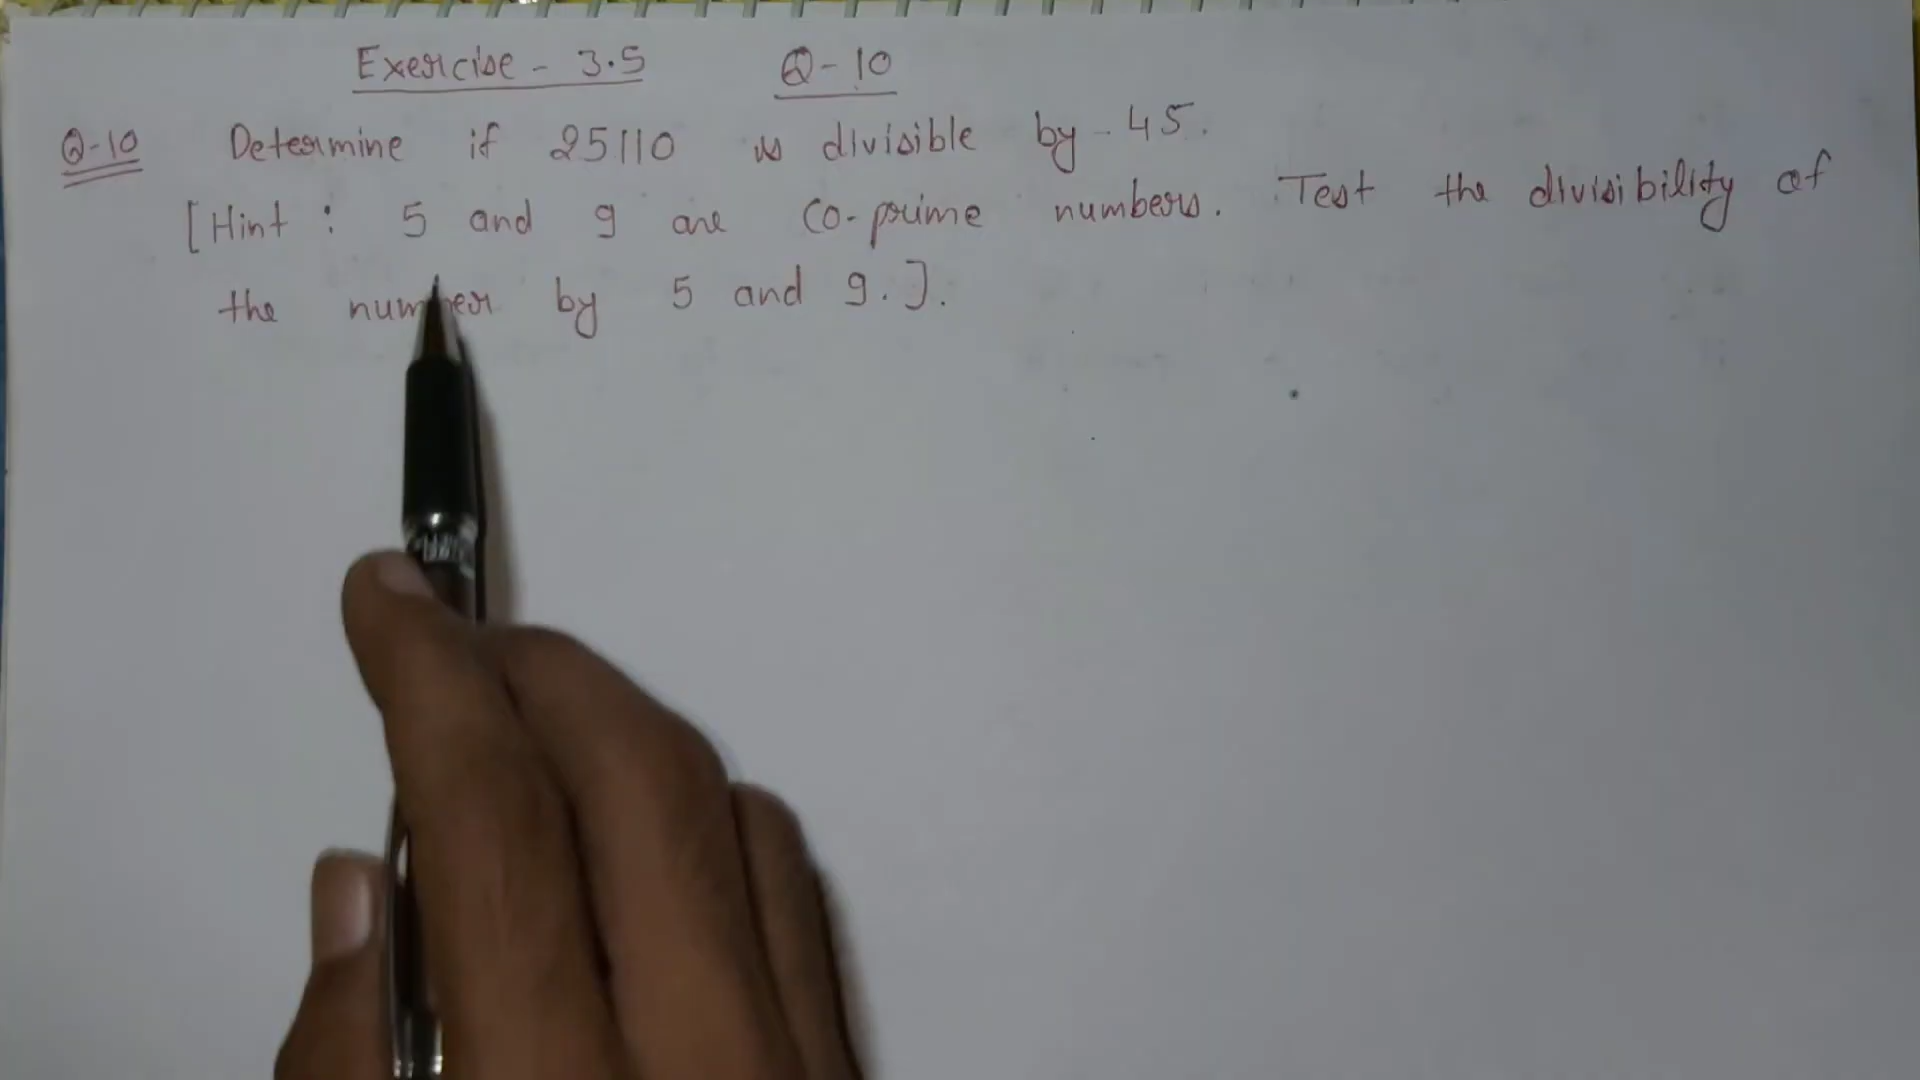 Exercise - 3.5 Q-10
Q-10 Determine if 25110 is divisible by 45.
[Hint : 5 and 9 are co-prime numbers. Test the divisibility of
the number by 5 and 9.].